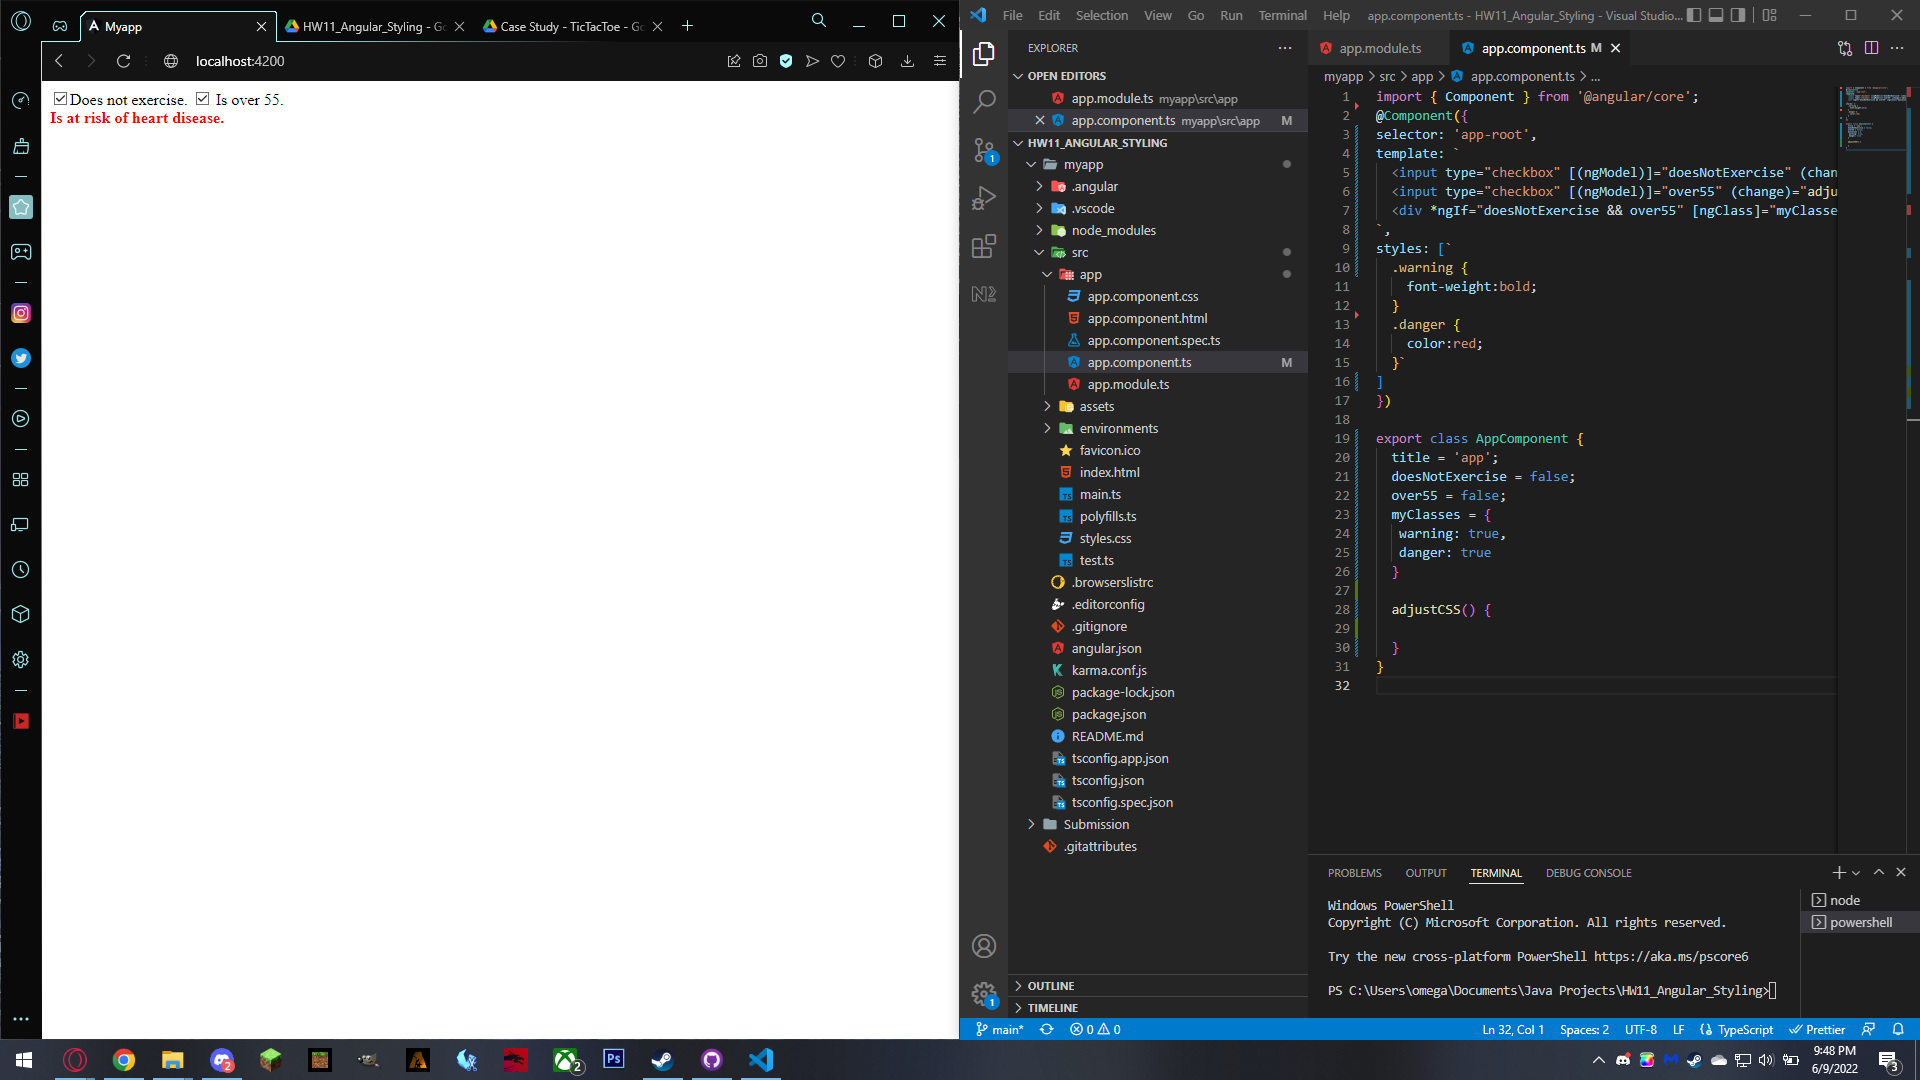 Myapp
HW11_Angular_Styling - Go
Case Study - TicTacToe - Go
localhost:4200
Does not exercise. Is over 55.
Is at risk of heart disease.
File Edit Selection View Go Run Terminal Help
app.component.ts - HW11_Angular_Styling - Visual Studio...
EXPLORER
OPEN EDITORS
app.module.ts myapp\src\app
app.component.ts myapp\src\app M
HW11_ANGULAR_STYLING
myapp
.angular
.vscode
node_modules
src
app
app.component.css
app.component.html
app.component.spec.ts
app.component.ts M
app.module.ts
assets
environments
favicon.ico
index.html
main.ts
polyfills.ts
styles.css
test.ts
.browserslistrc
.editorconfig
.gitignore
angular.json
karma.conf.js
package-lock.json
package.json
README.md
tsconfig.app.json
tsconfig.json
tsconfig.spec.json
Submission
.gitattributes
OUTLINE
TIMELINE
app.module.ts
app.component.ts M
myapp > src > app > app.component.ts > ...
1 import { Component } from '@angular/core';
2 @Component({
3 selector: 'app-root',
4 template: `
5 <input type="checkbox" [(ngModel)]="doesNotExercise" (chan
6 <input type="checkbox" [(ngModel)]="over55" (change)="adju
7 <div *ngIf="doesNotExercise && over55" [ngClass]="myClasse
8 `,
9 styles: [`
10 .warning {
11 font-weight:bold;
12 }
13 .danger {
14 color:red;
15 }`
16 ]
17 })
18
19 export class AppComponent {
20 title = 'app';
21 doesNotExercise = false;
22 over55 = false;
23 myClasses = {
24 warning: true,
25 danger: true
26 }
27
28 adjustCSS() {
29
30 }
31 }
32
PROBLEMS OUTPUT TERMINAL DEBUG CONSOLE
Windows PowerShell
Copyright (C) Microsoft Corporation. All rights reserved.
Try the new cross-platform PowerShell https://aka.ms/pscore6
PS C:\Users\omega\Documents\Java Projects\HW11_Angular_Styling>
node
powershell
main* 0 0
Ln 32, Col 1 Spaces: 2 UTF-8 LF TypeScript Prettier
9:48 PM
6/9/2022